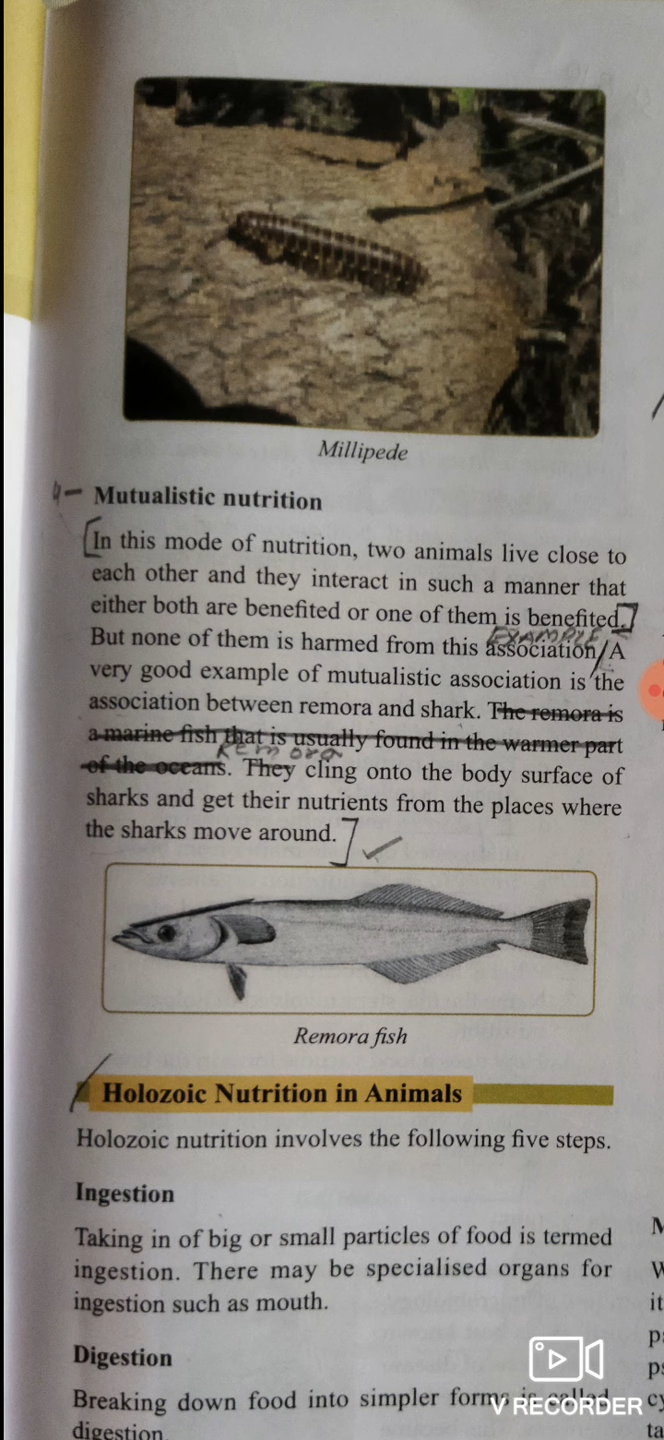 Millipede
4- Mutualistic nutrition
[In this mode of nutrition, two animals live close to
each other and they interact in such a manner that
either both are benefited or one of them is benefited.]
EXAMPLE
But none of them is harmed from this association/A
very good example of mutualistic association is the
association between remora and shark. The remora is
a marine fish that is usually found in the warmer part
Remora
of the oceans. They cling onto the body surface of
sharks and get their nutrients from the places where
the sharks move around.]
Remora fish
Holozoic Nutrition in Animals
Holozoic nutrition involves the following five steps.
Ingestion
Taking in of big or small particles of food is termed
ingestion. There may be specialised organs for
ingestion such as mouth.
Digestion
Breaking down food into simpler forms is called
digestion
V RECORDER